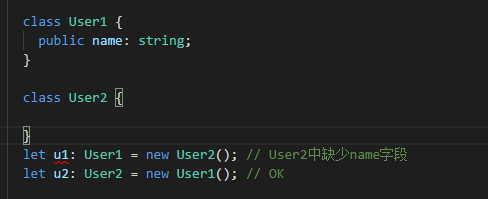 class User1 {
  public name: string;
}
class User2 {
}
let u1: User1 = new User2(); // User2中缺少name字段
let u2: User2 = new User1(); // OK